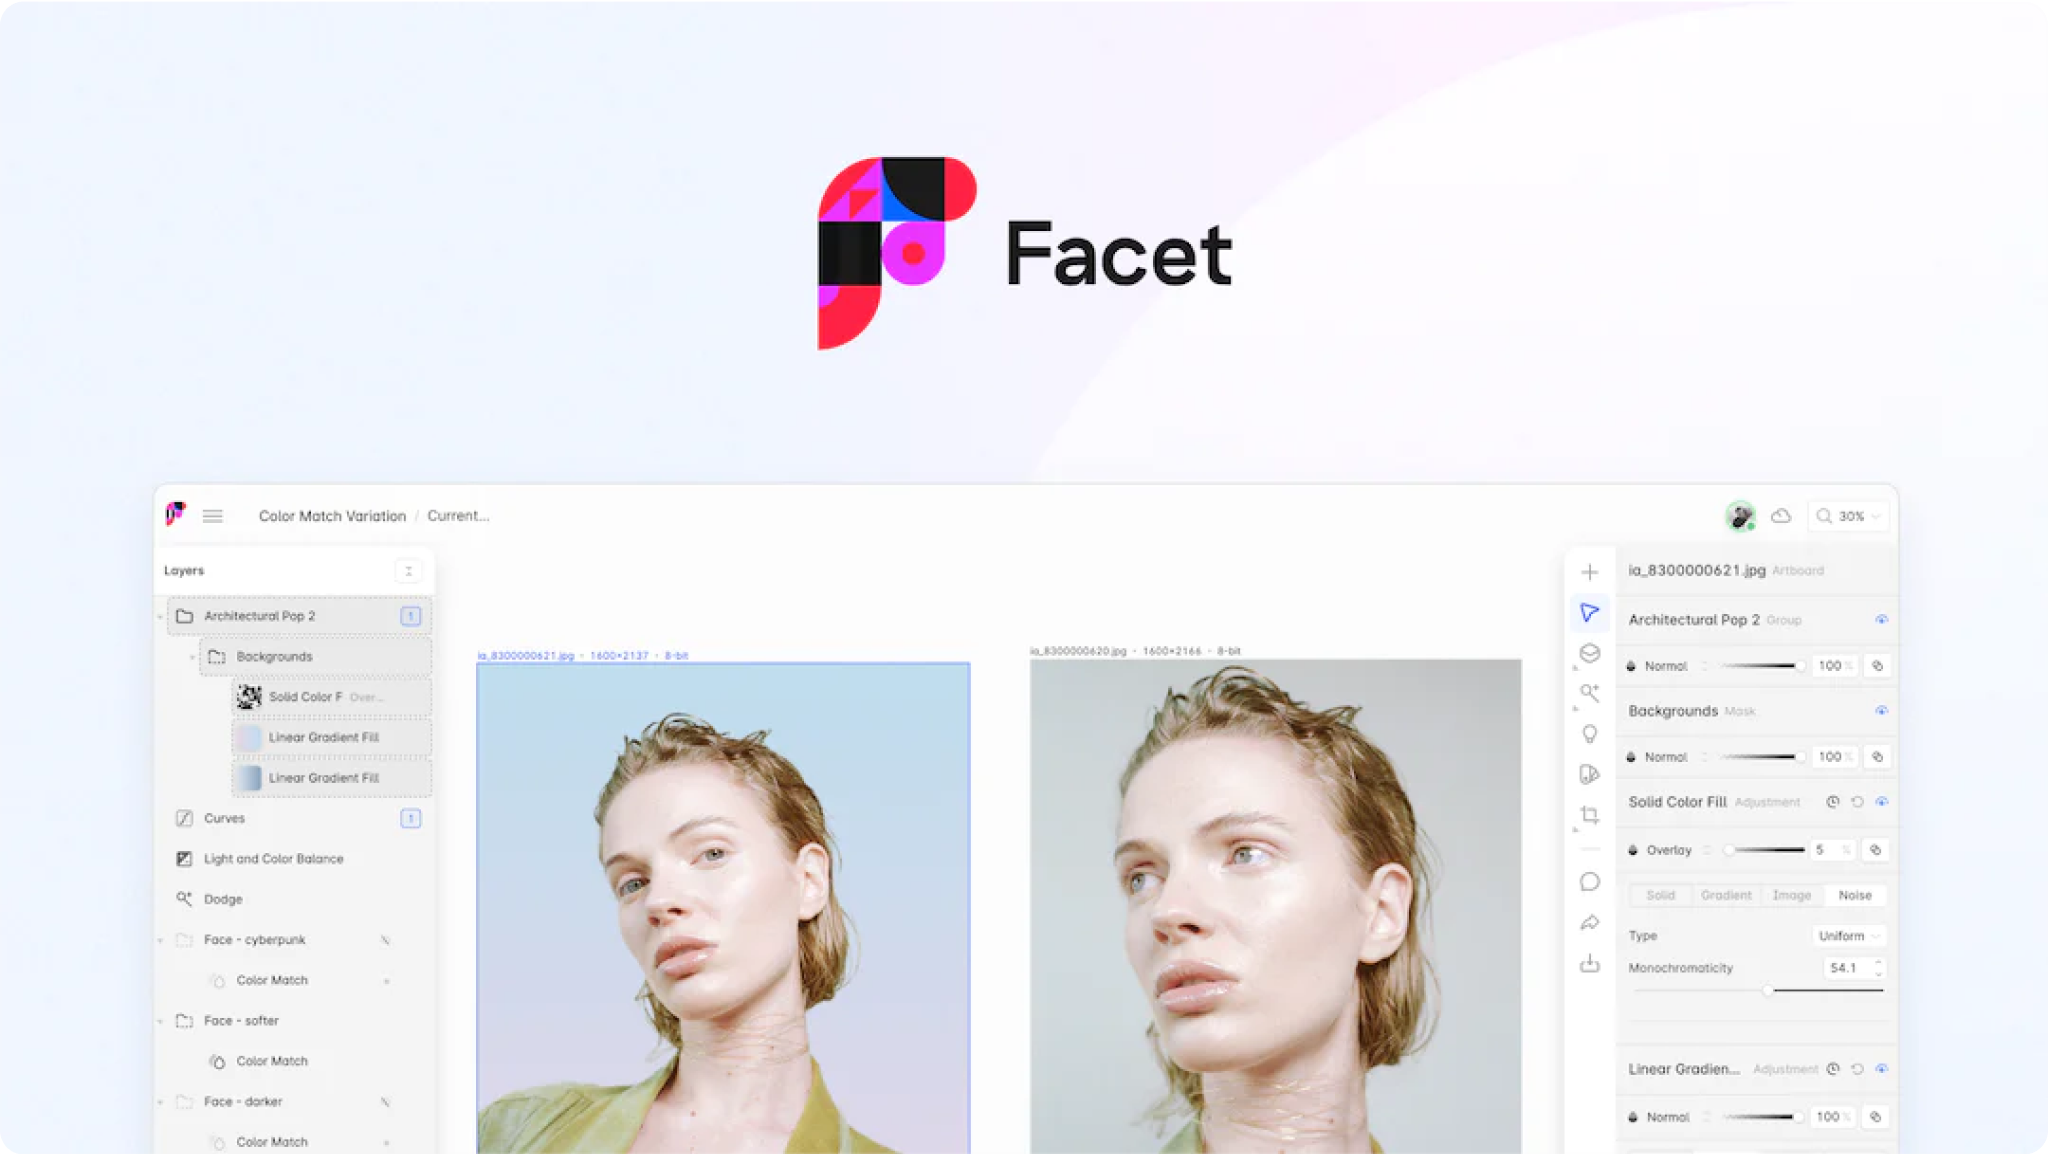 Facet
Color Match Variation / Current...
30%
Layers
Architectural Pop 2 1
Backgrounds
Solid Color F Over...
Linear Gradient Fill
Linear Gradient Fill
Curves 1
Light and Color Balance
Dodge
Face - cyberpunk
Color Match
Face - softer
Color Match
Face - darker
Color Match
ia_8300000621.jpg · 1600×2137 · 8-bit
ia_8300000620.jpg · 1600×2166 · 8-bit
ia_8300000621.jpg Artboard
Architectural Pop 2 Group
Normal 100 %
Backgrounds Mask
Normal 100 %
Solid Color Fill Adjustment
Overlay 5 %
Solid Gradient Image Noise
Type Uniform
Monochromaticity 54.1
Linear Gradien... Adjustment
Normal 100 %